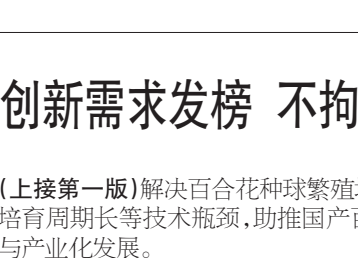 创新需求发榜 不拘
(上接第一版)解决百合花种球繁殖
培育周期长等技术瓶颈,助推国产
与产业化发展。